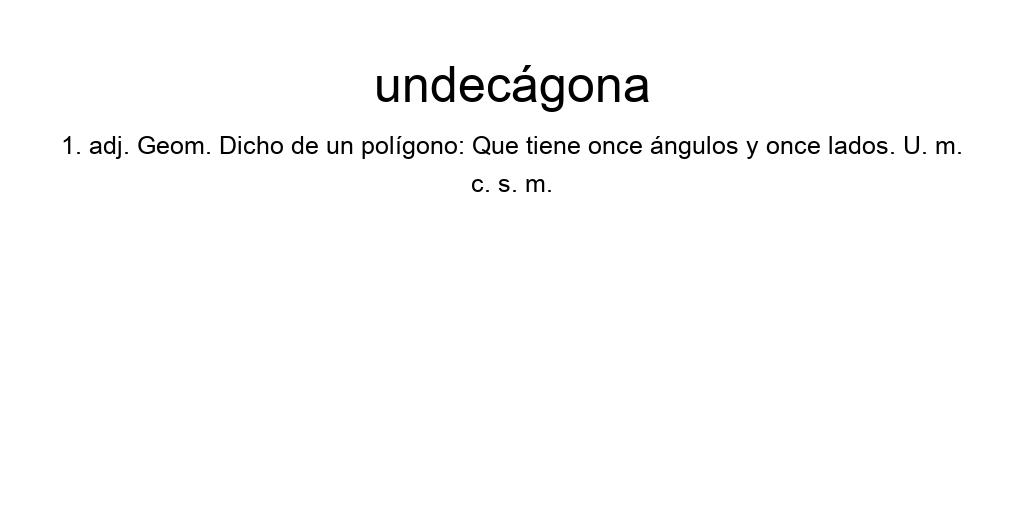 undecágona
1. adj. Geom. Dicho de un polígono: Que tiene once ángulos y once lados. U. m.
c. s. m.